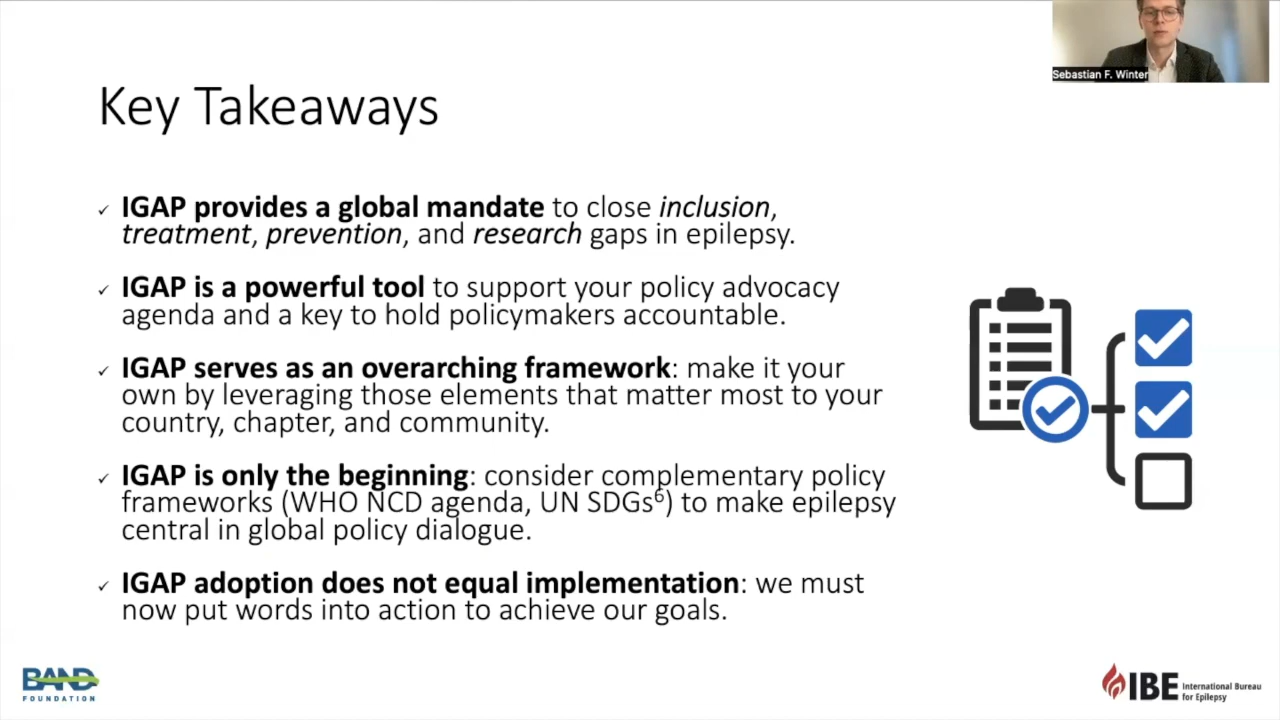 Sebastian F. Winter
Key Takeaways
✓ IGAP provides a global mandate to close inclusion,
treatment, prevention, and research gaps in epilepsy.
✓ IGAP is a powerful tool to support your policy advocacy
agenda and a key to hold policymakers accountable.
✓ IGAP serves as an overarching framework: make it your
own by leveraging those elements that matter most to your
country, chapter, and community.
✓ IGAP is only the beginning: consider complementary policy
frameworks (WHO NCD agenda, UN SDGs⁶) to make epilepsy
central in global policy dialogue.
✓ IGAP adoption does not equal implementation: we must
now put words into action to achieve our goals.
BAND
FOUNDATION
IBE International Bureau
for Epilepsy